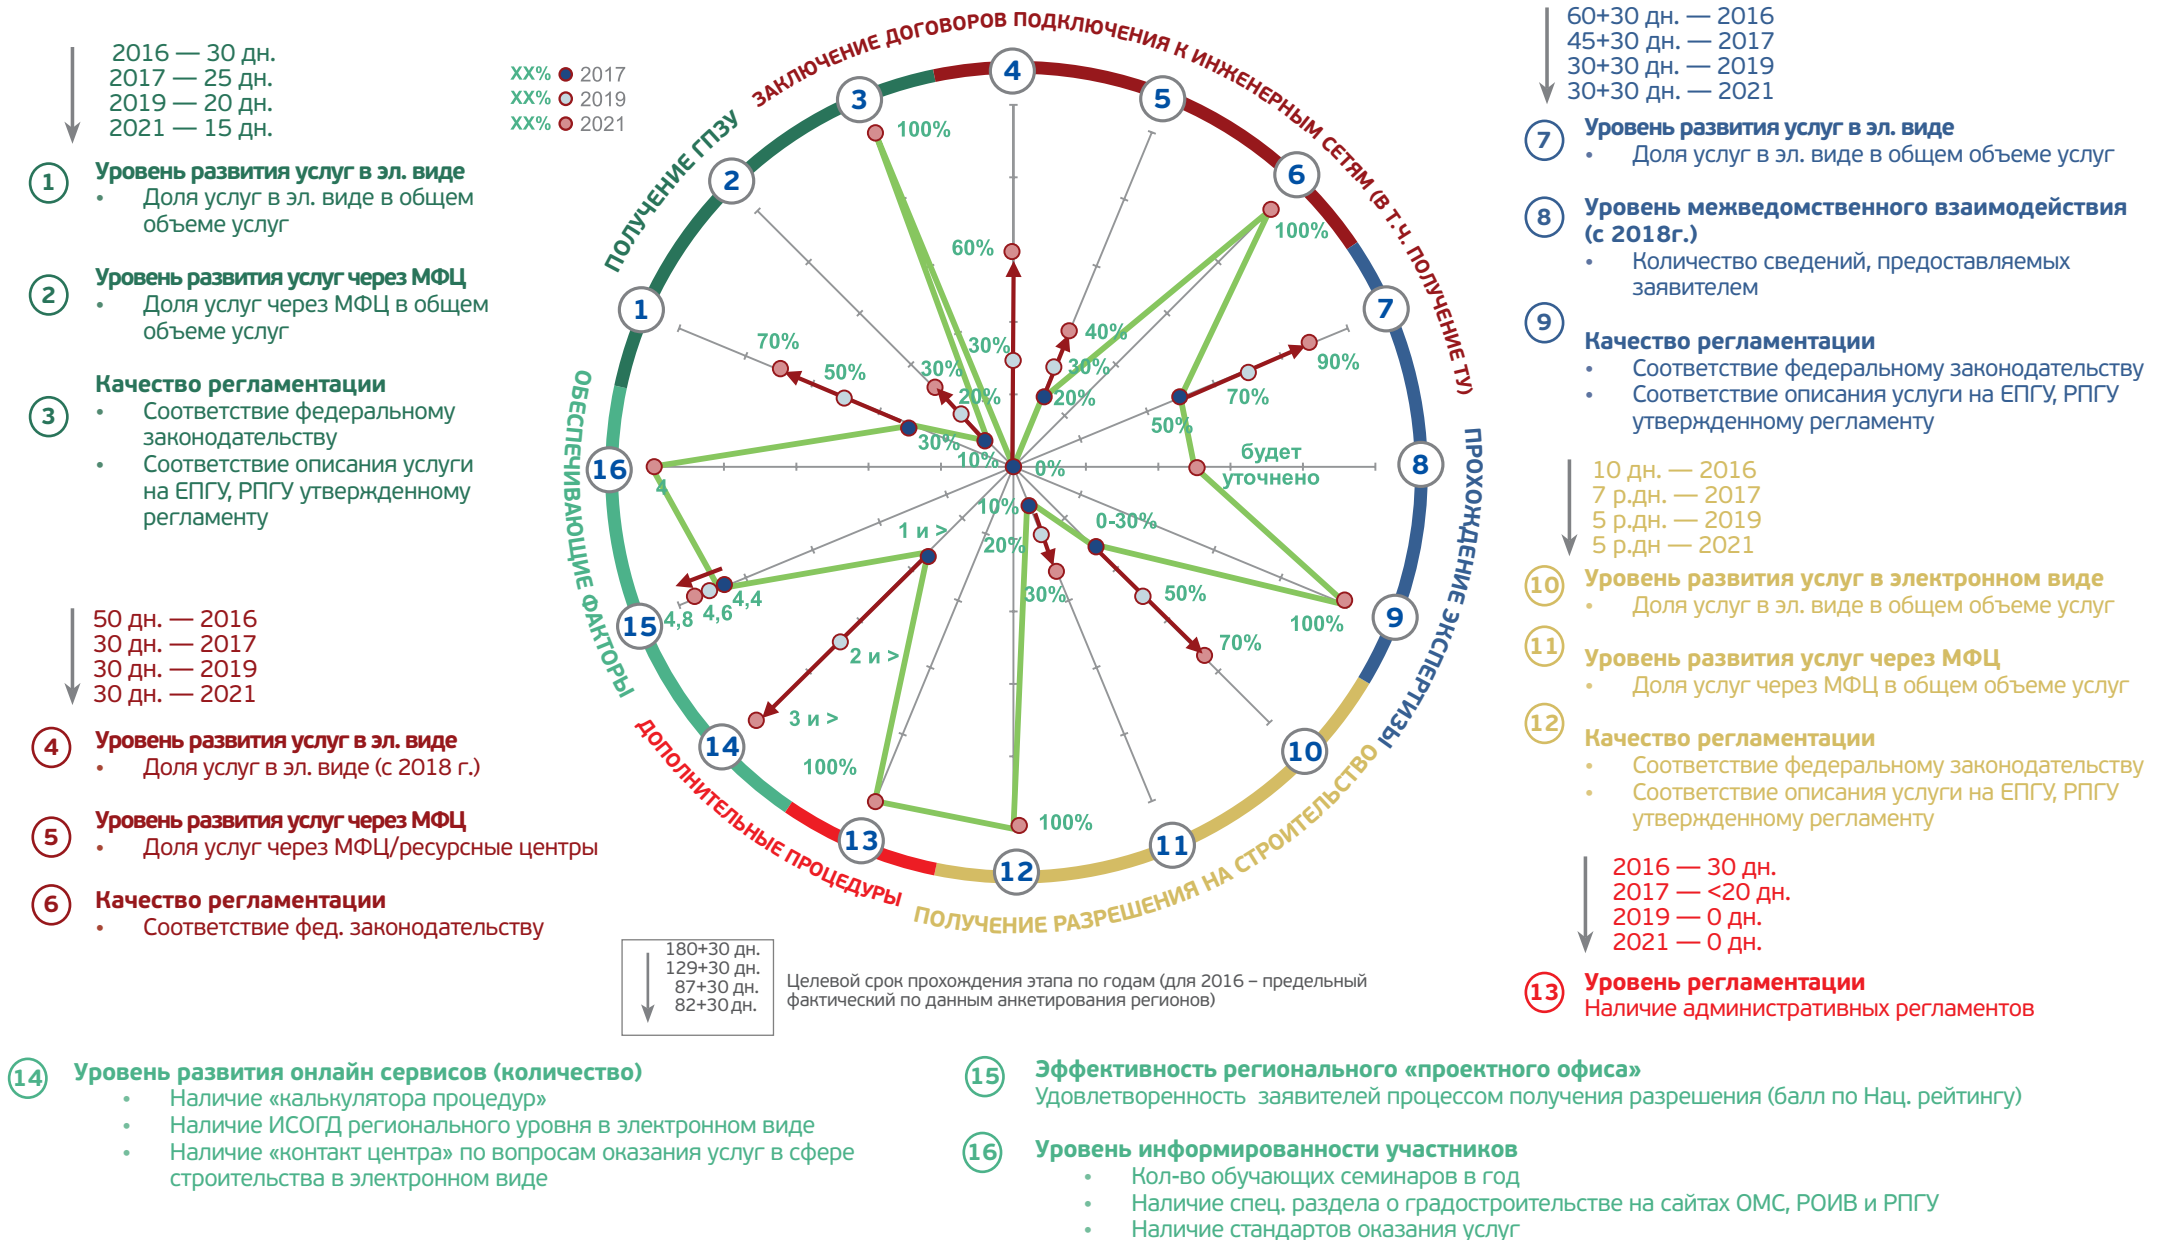 2016 — 30 дн.
2017 — 25 дн.
2019 — 20 дн.
2021 — 15 дн.
1
Уровень развития услуг в эл. виде
• Доля услуг в эл. виде в общем
объеме услуг
2
Уровень развития услуг через МФЦ
• Доля услуг через МФЦ в общем
объеме услуг
3
Качество регламентации
• Соответствие федеральному
законодательству
• Соответствие описания услуги
на ЕПГУ, РПГУ утвержденному
регламенту
50 дн. — 2016
30 дн. — 2017
30 дн. — 2019
30 дн. — 2021
4
Уровень развития услуг в эл. виде
• Доля услуг в эл. виде (с 2018 г.)
5
Уровень развития услуг через МФЦ
• Доля услуг через МФЦ/ресурсные центры
6
Качество регламентации
• Соответствие фед. законодательству
XX% 2017
XX% 2019
XX% 2021
ПОЛУЧЕНИЕ ГПЗУ
ЗАКЛЮЧЕНИЕ ДОГОВОРОВ ПОДКЛЮЧЕНИЯ К ИНЖЕНЕРНЫМ СЕТЯМ (В Т.Ч. ПОЛУЧЕНИЕ ТУ)
ПРОХОЖДЕНИЕ ЭКСПЕРТИЗЫ
ПОЛУЧЕНИЕ РАЗРЕШЕНИЯ НА СТРОИТЕЛЬСТВО
ДОПОЛНИТЕЛЬНЫЕ ПРОЦЕДУРЫ
ОБЕСПЕЧИВАЮЩИЕ ФАКТОРЫ
1
70%
50%
30%
2
30%
20%
10%
3
100%
4
60%
30%
0%
5
40%
30%
20%
6
100%
7
90%
70%
50%
8
будет
уточнено
9
100%
10
0-30%
50%
70%
11
10%
20%
30%
12
100%
13
100%
14
1 и >
2 и >
3 и >
15
4,4
4,6
4,8
16
4
180+30 дн.
129+30 дн.
87+30 дн.
82+30 дн.
Целевой срок прохождения этапа по годам (для 2016 – предельный
фактический по данным анкетирования регионов)
60+30 дн. — 2016
45+30 дн. — 2017
30+30 дн. — 2019
30+30 дн. — 2021
7
Уровень развития услуг в эл. виде
• Доля услуг в эл. виде в общем объеме услуг
8
Уровень межведомственного взаимодействия
(с 2018г.)
• Количество сведений, предоставляемых
заявителем
9
Качество регламентации
• Соответствие федеральному законодательству
• Соответствие описания услуги на ЕПГУ, РПГУ
утвержденному регламенту
10 дн. — 2016
7 р.дн. — 2017
5 р.дн. — 2019
5 р.дн — 2021
10
Уровень развития услуг в электронном виде
• Доля услуг в эл. виде в общем объеме услуг
11
Уровень развития услуг через МФЦ
• Доля услуг через МФЦ в общем объеме услуг
12
Качество регламентации
• Соответствие федеральному законодательству
• Соответствие описания услуги на ЕПГУ, РПГУ
утвержденному регламенту
2016 — 30 дн.
2017 — <20 дн.
2019 — 0 дн.
2021 — 0 дн.
13
Уровень регламентации
Наличие административных регламентов
14
Уровень развития онлайн сервисов (количество)
• Наличие «калькулятора процедур»
• Наличие ИСОГД регионального уровня в электронном виде
• Наличие «контакт центра» по вопросам оказания услуг в сфере
строительства в электронном виде
15
Эффективность регионального «проектного офиса»
Удовлетворенность заявителей процессом получения разрешения (балл по Нац. рейтингу)
16
Уровень информированности участников
• Кол-во обучающих семинаров в год
• Наличие спец. раздела о градостроительстве на сайтах ОМС, РОИВ и РПГУ
• Наличие стандартов оказания услуг